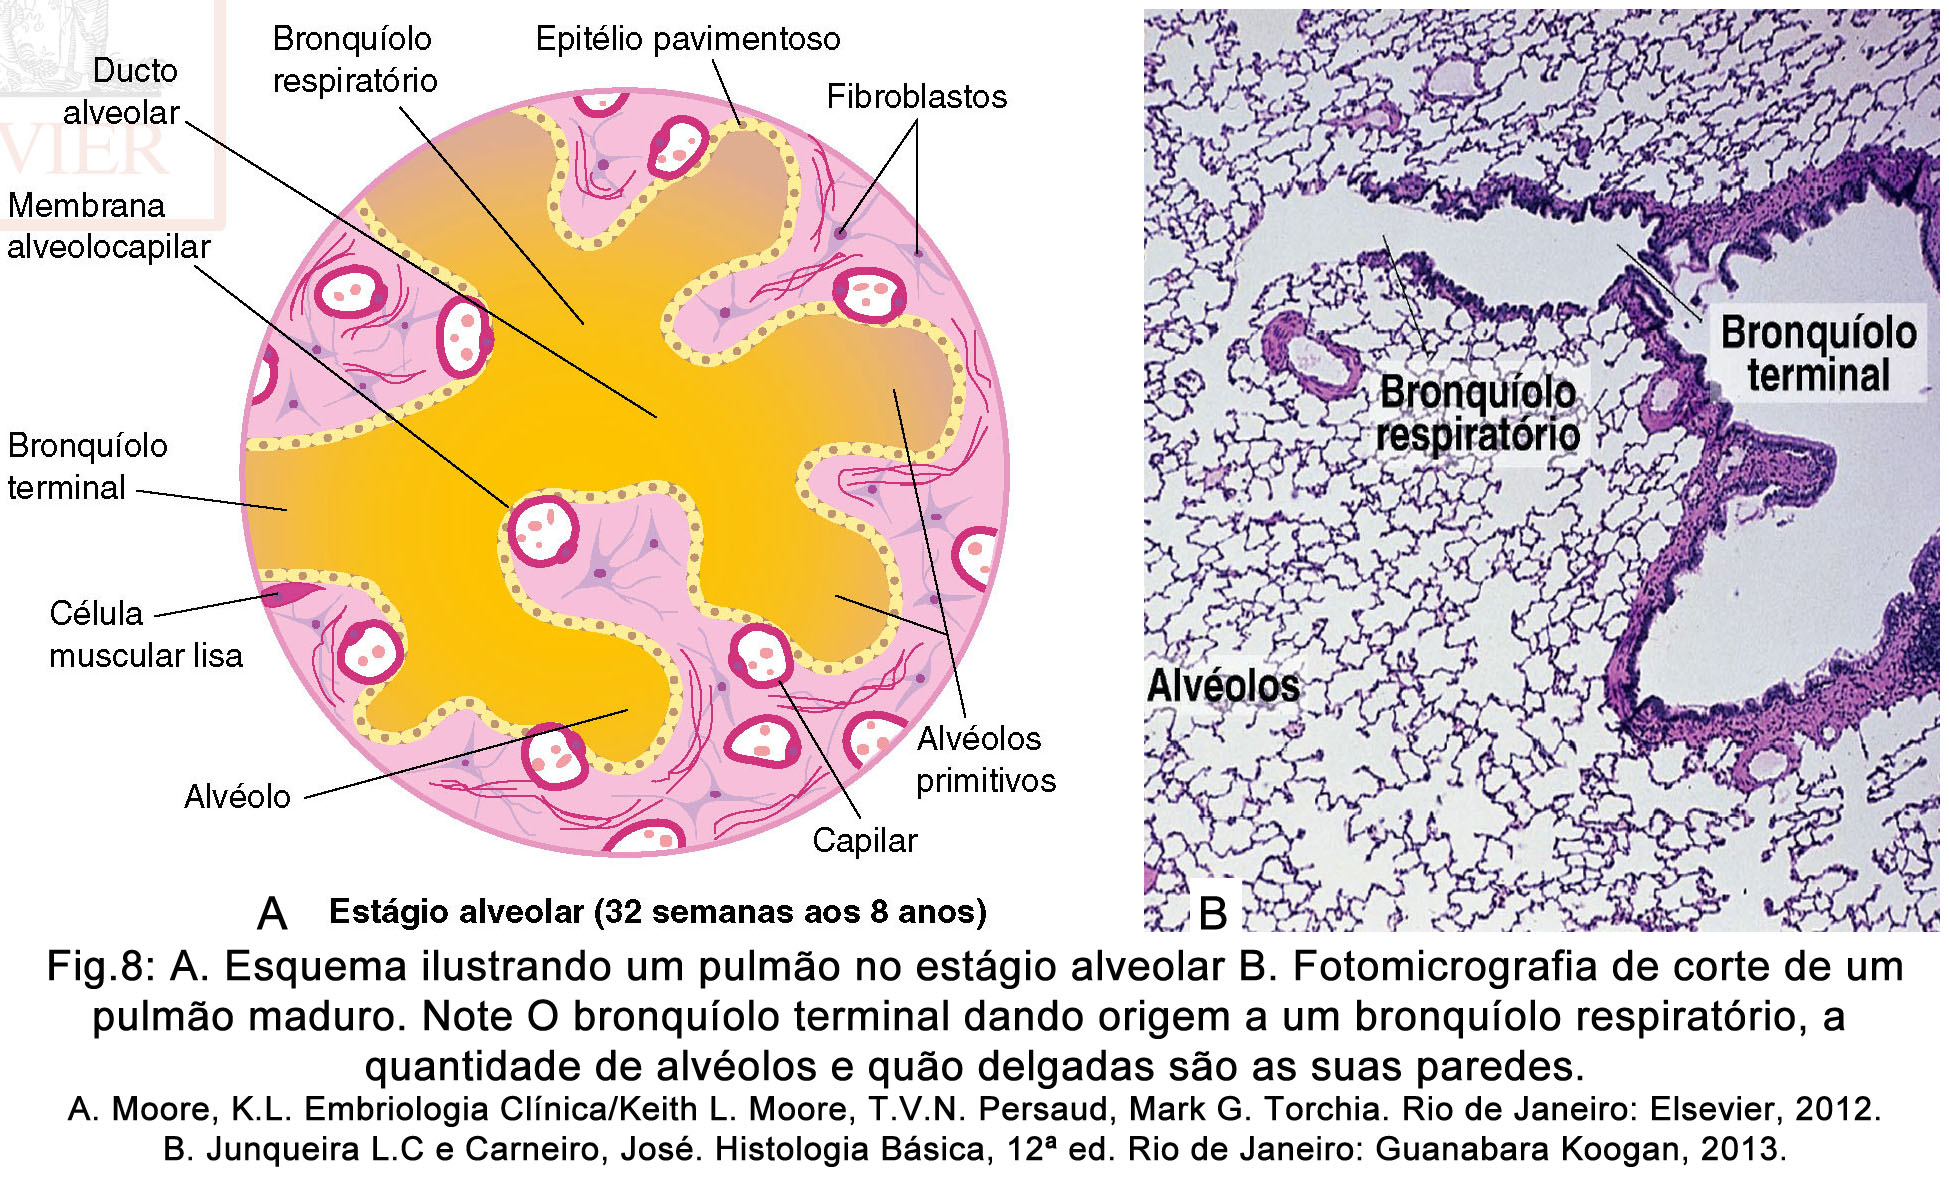 Bronquíolo
respiratório
Epitélio pavimentoso
Ducto
alveolar
Fibroblastos
VIER
Membrana
alveolocapilar
Bronquíolo
terminal
Célula
muscular lisa
Alvéolo
Alvéolos
primitivos
Capilar
A Estágio alveolar (32 semanas aos 8 anos)
Bronquíolo
terminal
Bronquíolo
respiratório
Alvéolos
B
Fig.8: A. Esquema ilustrando um pulmão no estágio alveolar B. Fotomicrografia de corte de um
pulmão maduro. Note O bronquíolo terminal dando origem a um bronquíolo respiratório, a
quantidade de alvéolos e quão delgadas são as suas paredes.
A. Moore, K.L. Embriologia Clínica/Keith L. Moore, T.V.N. Persaud, Mark G. Torchia. Rio de Janeiro: Elsevier, 2012.
B. Junqueira L.C e Carneiro, José. Histologia Básica, 12ª ed. Rio de Janeiro: Guanabara Koogan, 2013.